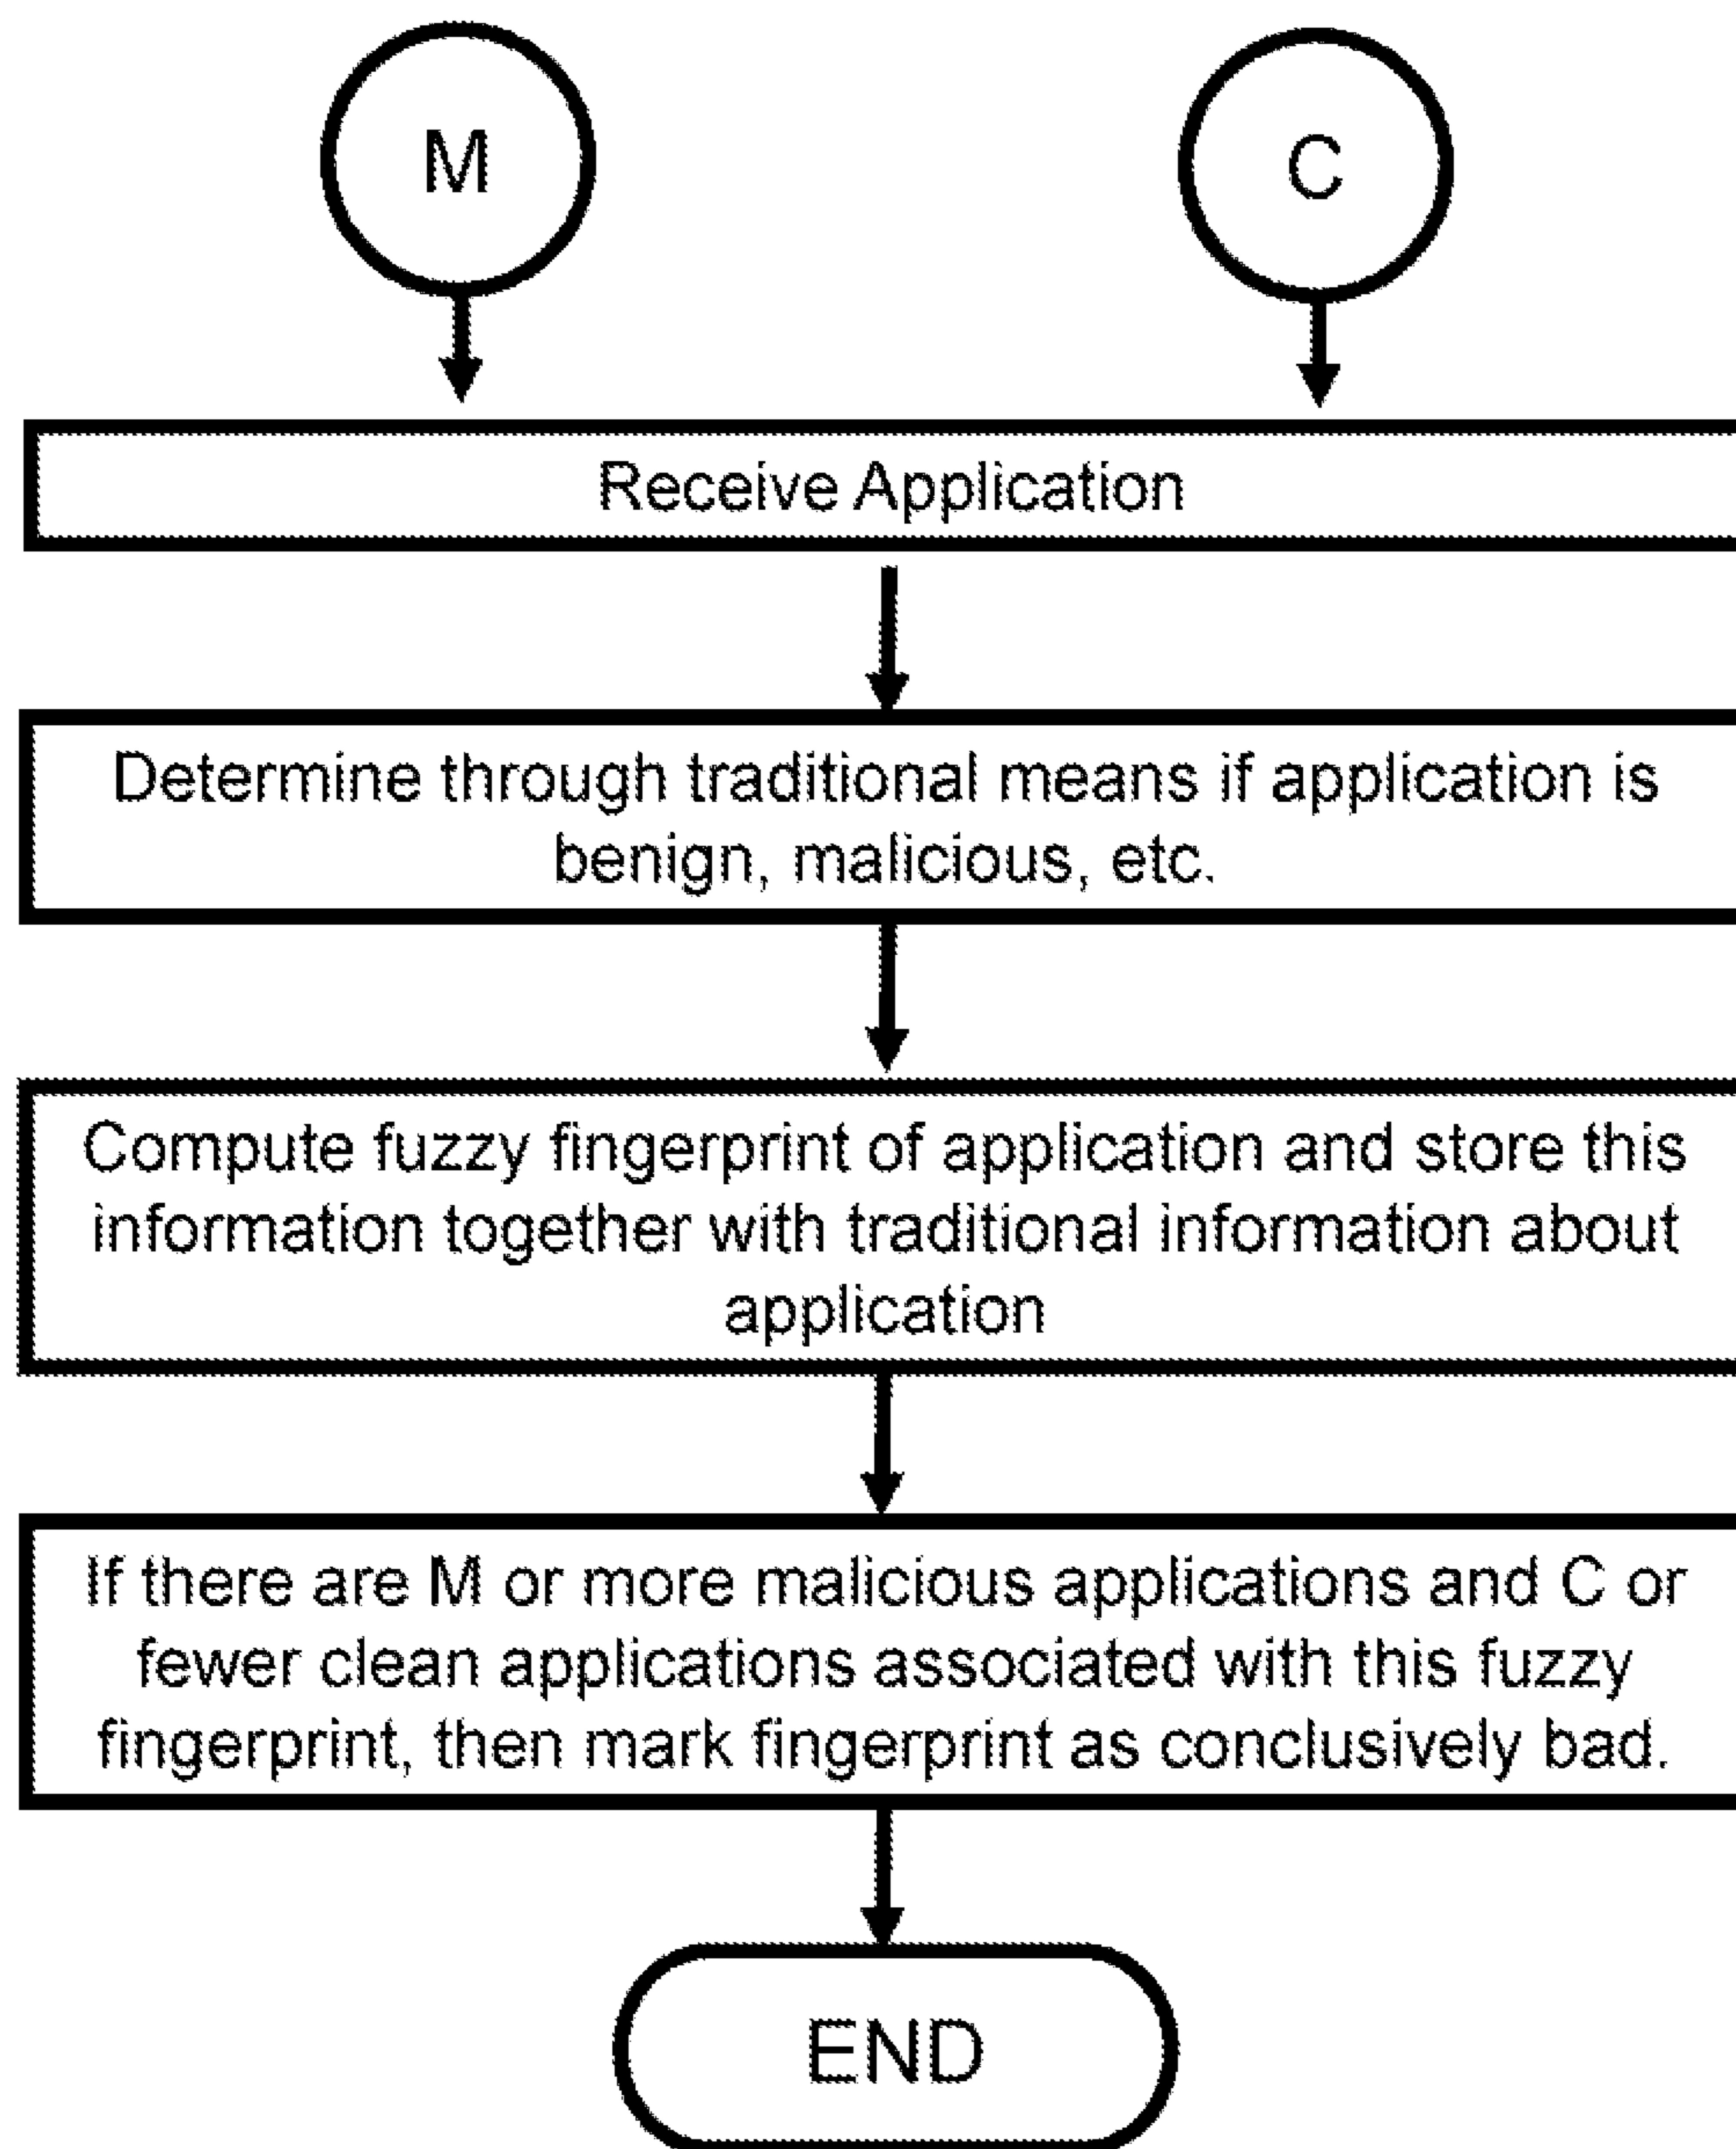 M
C
Receive Application
Determine through traditional means if application is
benign, malicious, etc.
Compute fuzzy fingerprint of application and store this
information together with traditional information about
application
If there are M or more malicious applications and C or
fewer clean applications associated with this fuzzy
fingerprint, then mark fingerprint as conclusively bad.
END